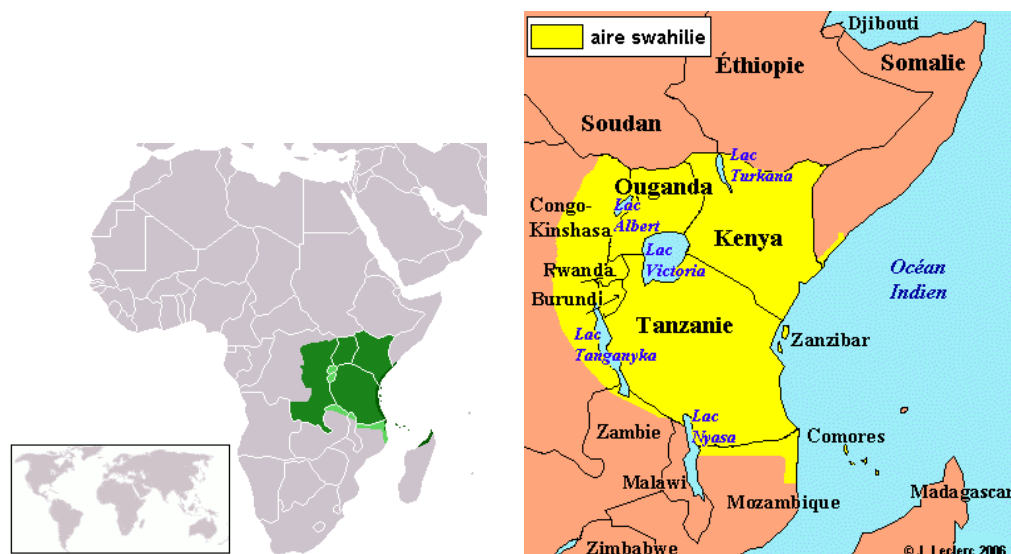 aire swahilie
Djibouti
Éthiopie
Somalie
Soudan
Lac
Turkana
Ouganda
Congo-
Kinshasa
Lac
Albert
Kenya
Lac
Victoria
Océan
Indien
Rwanda
Burundi
Tanzanie
Zanzibar
Lac
Tanganyka
Lac
Nyasa
Zambie
Comores
Malawi
Mozambique
Madagascar
Zimbabwe
© J. Leclerc 2006